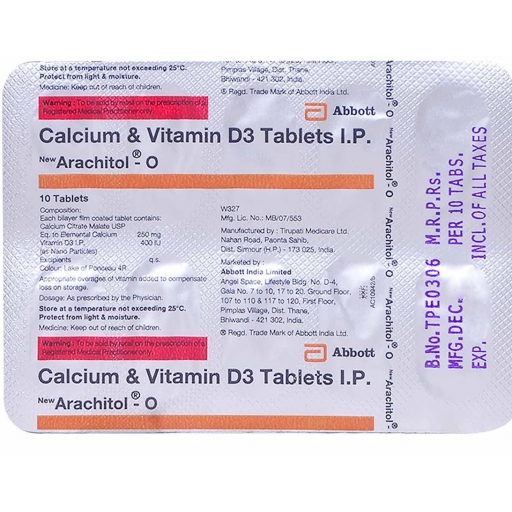 Store at a temperature not exceeding 25°C.
Protect from light & moisture.
Medicine: Keep out of reach of children.
Warning : To be sold by retail on the prescription of a
Registered Medical Practitioner only.
Pimplas Village, Dist. Thane,
Bhiwandi - 421 302, India.
® Regd. Trade Mark of Abbott India Ltd.
Abbott
Calcium & Vitamin D3 Tablets I.P.
New Arachitol® - O
10 Tablets
Composition:
Each bilayer film coated tablet contains:
Calcium Citrate Malate USP
Eq. to Elemental Calcium 250 mg
Vitamin D3 I.P. 400 IU
(as Nano Particles)
Excipients q.s.
Colour: Lake of Ponceau 4R
Appropriate overages of vitamin added to compensate
loss on storage.
Dosage: As prescribed by the Physician.
Store at a temperature not exceeding 25°C.
Protect from light & moisture.
Medicine: Keep out of reach of children.
Warning : To be sold by retail on the prescription of a
Registered Medical Practitioner only.
W327
Mfg. Lic. No.: MB/07/553
Manufactured by : Tirupati Medicare Ltd.
Nahan Road, Paonta Sahib,
Dist. Sirmour (H.P.) - 173 025, India.
Marketed by :
Abbott India Limited
Angel Space, Lifestyle Bldg. No. D-4,
Gala No. 7 to 10, 17 to 20, Ground Floor,
107 to 110 & 117 to 120, First Floor,
Pimplas Village, Dist. Thane,
Bhiwandi - 421 302, India.
® Regd. Trade Mark of Abbott India Ltd.
Abbott
Calcium & Vitamin D3 Tablets I.P.
New Arachitol® - O
Arachitol® - O
New Arachitol® - O
New Arachitol® -
B.No.TPE0306 M.R.P.Rs.
MFG.DEC. PER 10 TABS.
EXP. INCL.OF ALL TAXES